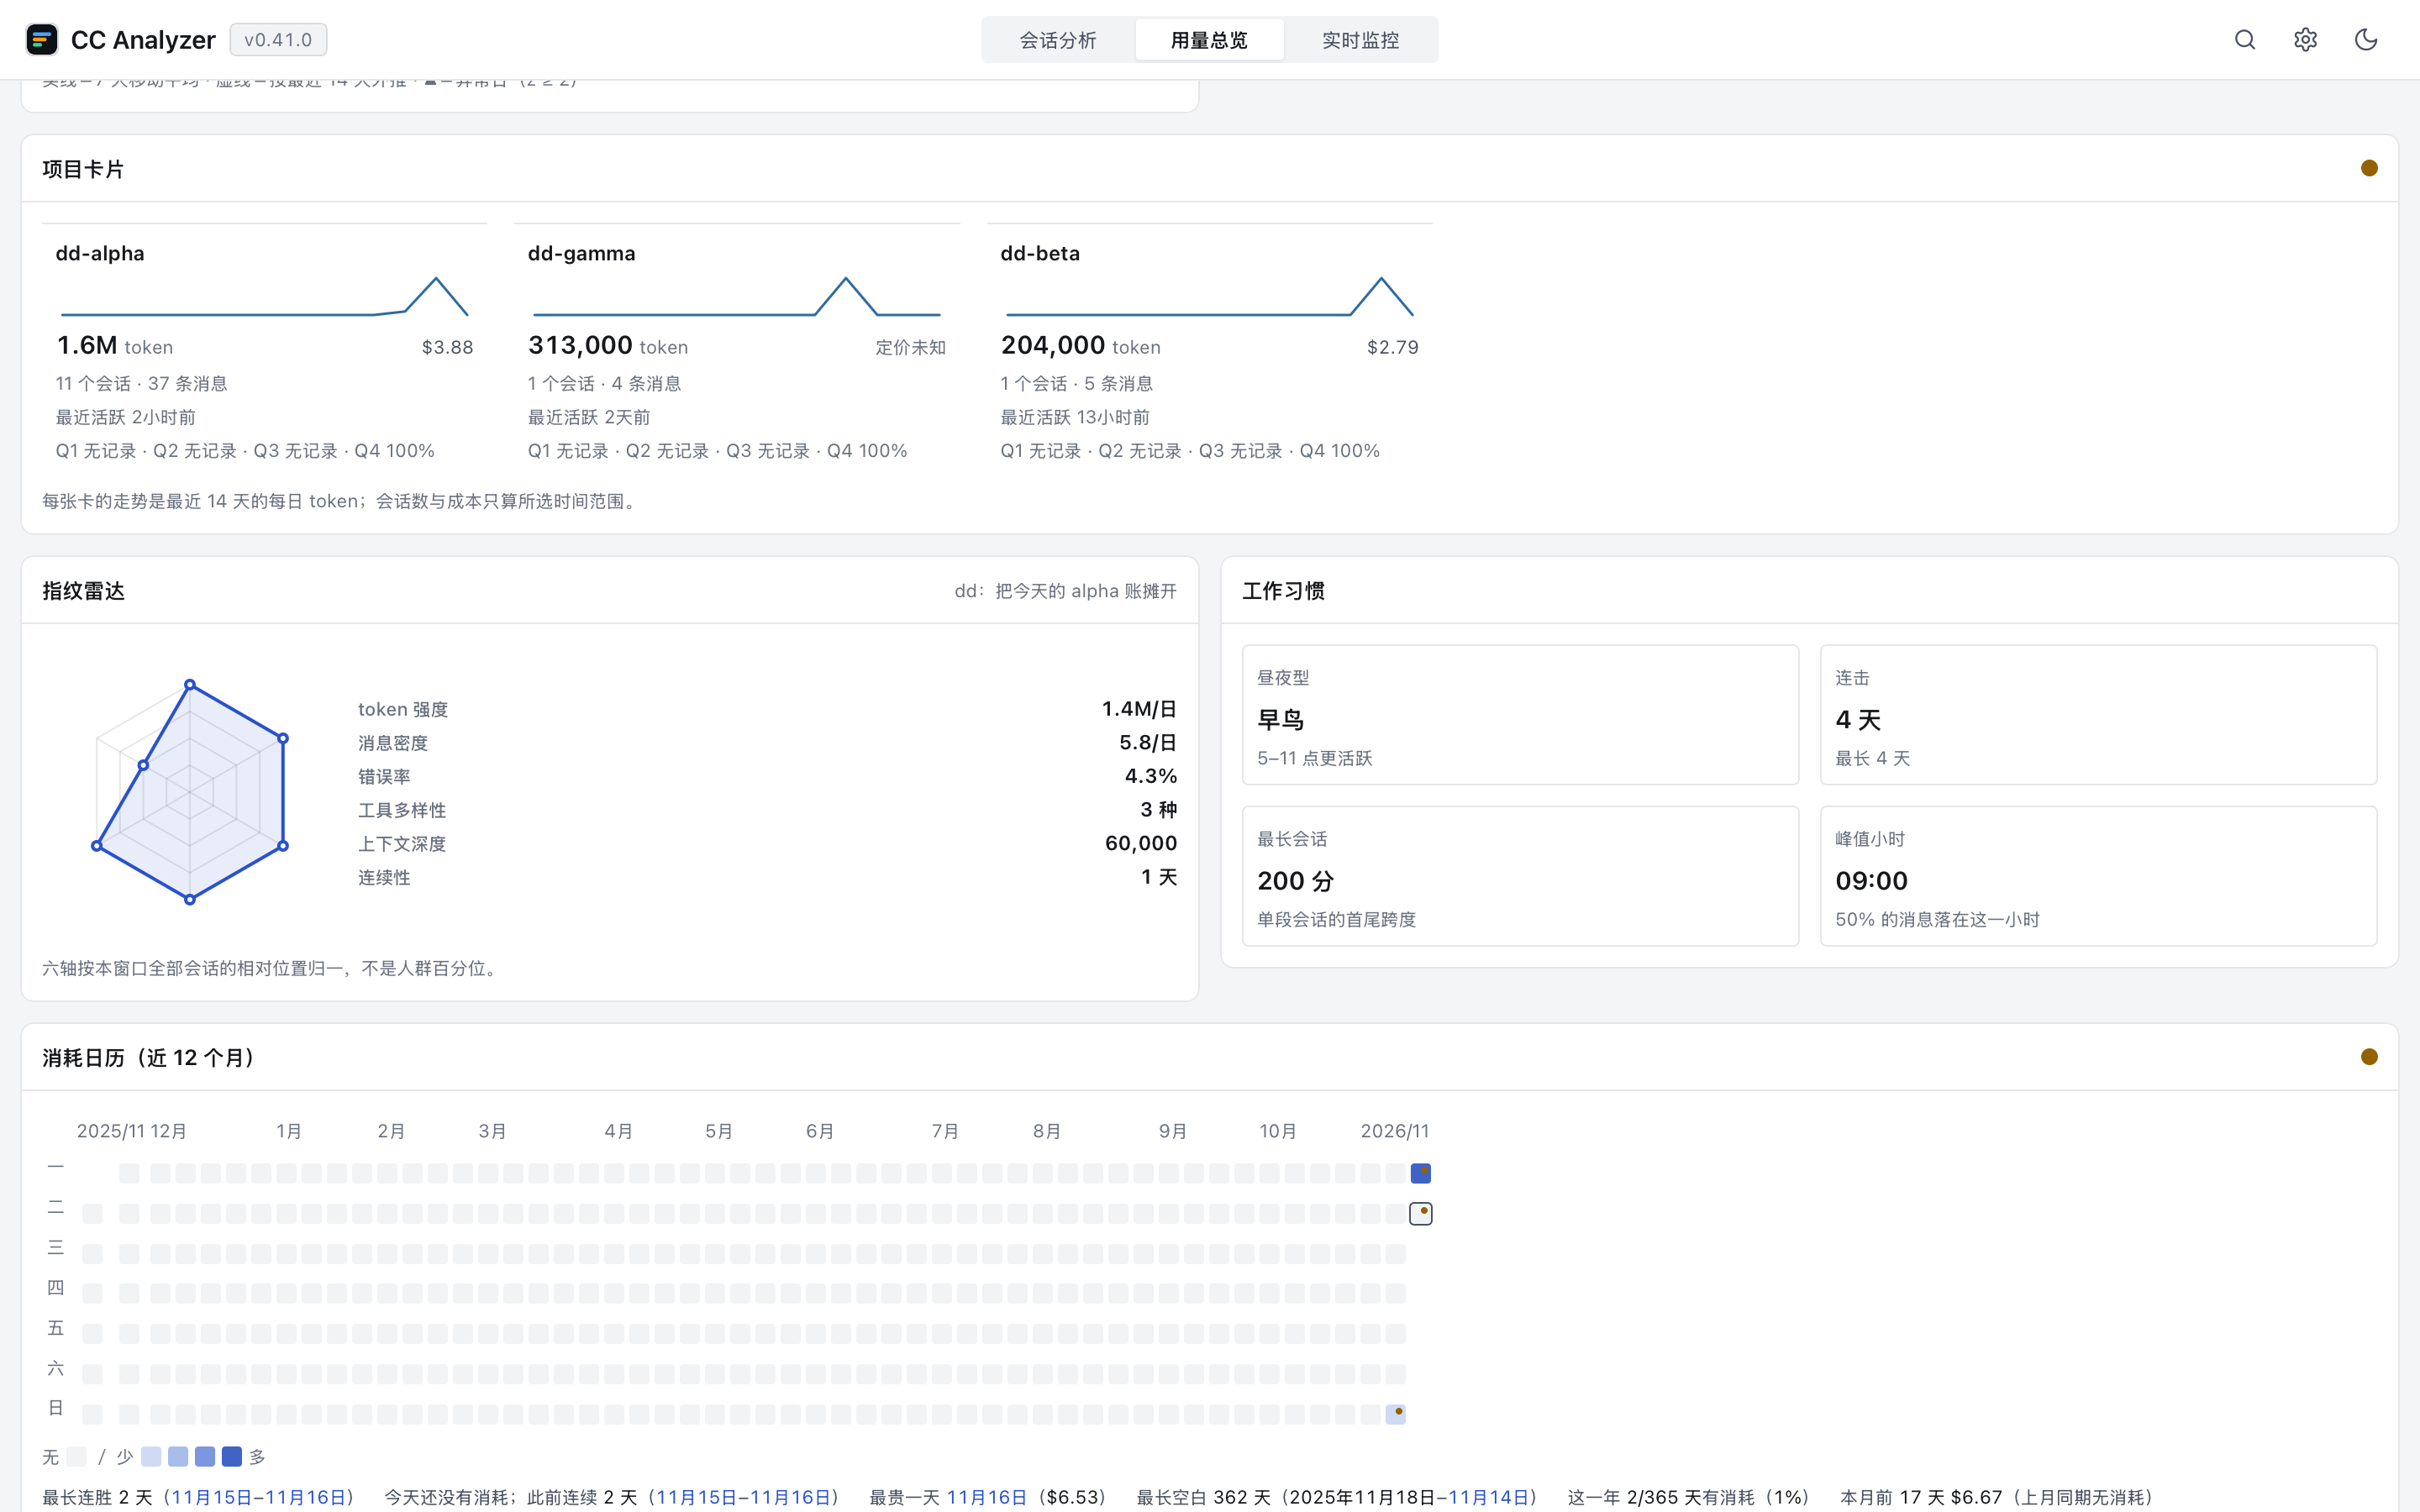 CC Analyzer v0.41.0 会话分析 用量总览 实时监控
项目卡片
dd-alpha
1.6M token $3.88
11 个会话 · 37 条消息
最近活跃 2小时前
Q1 无记录 · Q2 无记录 · Q3 无记录 · Q4 100%
dd-gamma
313,000 token 定价未知
1 个会话 · 4 条消息
最近活跃 2天前
Q1 无记录 · Q2 无记录 · Q3 无记录 · Q4 100%
dd-beta
204,000 token $2.79
1 个会话 · 5 条消息
最近活跃 13小时前
Q1 无记录 · Q2 无记录 · Q3 无记录 · Q4 100%
每张卡的走势是最近 14 天的每日 token；会话数与成本只算所选时间范围。
指纹雷达 dd：把今天的 alpha 账摊开
token 强度 1.4M/日
消息密度 5.8/日
错误率 4.3%
工具多样性 3 种
上下文深度 60,000
连续性 1 天
六轴按本窗口全部会话的相对位置归一，不是人群百分位。
工作习惯
昼夜型
早鸟
5–11 点更活跃
连击
4 天
最长 4 天
最长会话
200 分
单段会话的首尾跨度
峰值小时
09:00
50% 的消息落在这一小时
消耗日历（近 12 个月）
2025/11 12月 1月 2月 3月 4月 5月 6月 7月 8月 9月 10月 2026/11
一
二
三
四
五
六
日
无 / 少 多
最长连胜 2 天（11月15日–11月16日） 今天还没有消耗；此前连续 2 天（11月15日–11月16日） 最贵一天 11月16日（$6.53） 最长空白 362 天（2025年11月18日–11月14日） 这一年 2/365 天有消耗（1%） 本月前 17 天 $6.67（上月同期无消耗）